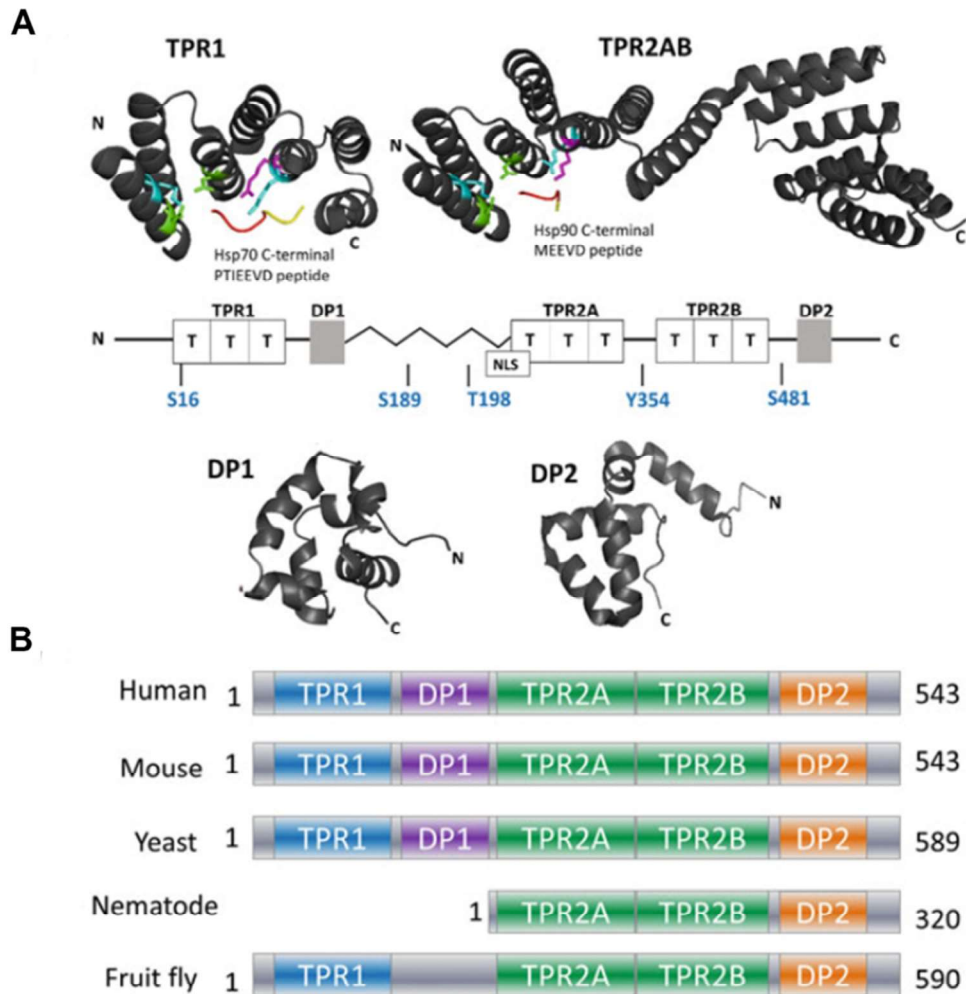 A
TPR1
TPR2AB
N
N
C
C
Hsp70 C-terminal
PTIEEVD peptide
Hsp90 C-terminal
MEEVD peptide
TPR1 DP1 TPR2A TPR2B DP2
N T T T T T T T T T C
NLS
S16 S189 T198 Y354 S481
DP1
DP2
N
N
C
C
B
Human 1 TPR1 DP1 TPR2A TPR2B DP2 543
Mouse 1 TPR1 DP1 TPR2A TPR2B DP2 543
Yeast 1 TPR1 DP1 TPR2A TPR2B DP2 589
Nematode 1 TPR2A TPR2B DP2 320
Fruit fly 1 TPR1 TPR2A TPR2B DP2 590